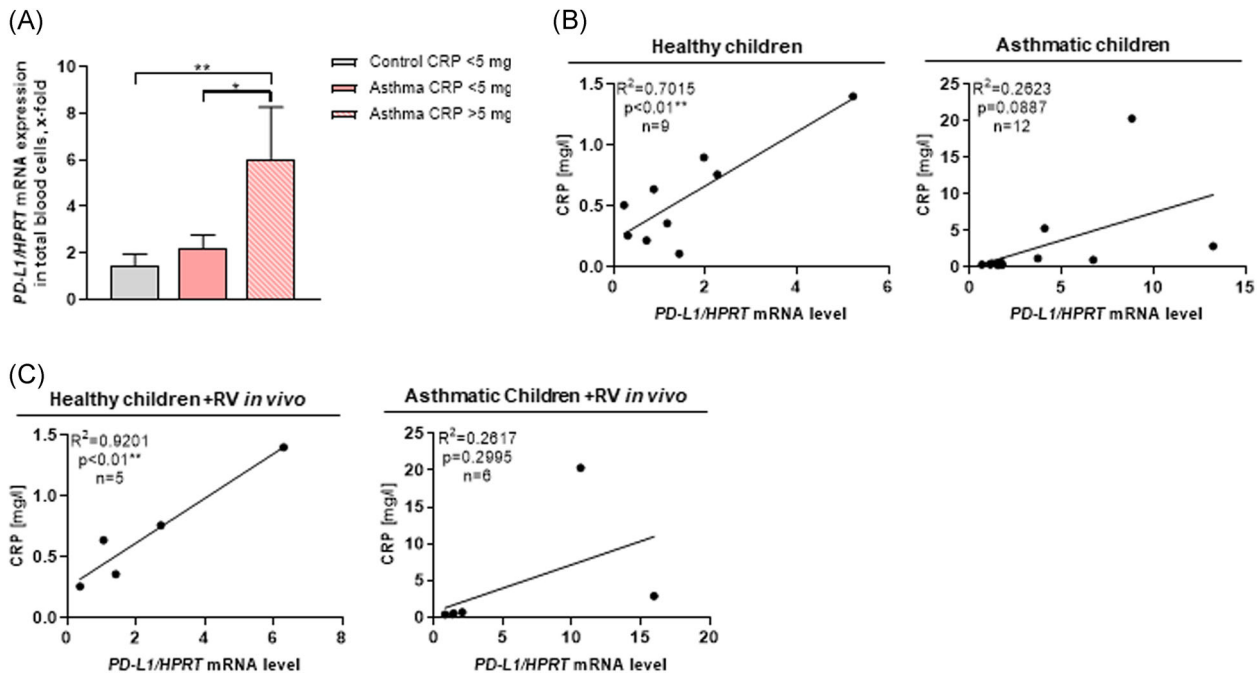 (A)
PD-L1/HPRT mRNA expression
in total blood cells, x-fold
10
8
6
4
2
0
**
*
Control CRP <5 mg
Asthma CRP <5 mg
Asthma CRP >5 mg
(B)
Healthy children
CRP [mg/l]
1.5
1.0
0.5
0.0
R²=0.7015
p<0.01**
n=9
0 2 4 6
PD-L1/HPRT mRNA level
Asthmatic children
CRP [mg/l]
25
20
15
10
5
0
R²=0.2623
p=0.0887
n=12
0 5 10 15
PD-L1/HPRT mRNA level
(C)
Healthy children +RV in vivo
CRP [mg/l]
1.5
1.0
0.5
0.0
R²=0.9201
p<0.01**
n=5
0 2 4 6 8
PD-L1/HPRT mRNA level
Asthmatic Children +RV in vivo
CRP [mg/l]
25
20
15
10
5
0
R²=0.2617
p=0.2995
n=6
0 5 10 15 20
PD-L1/HPRT mRNA level